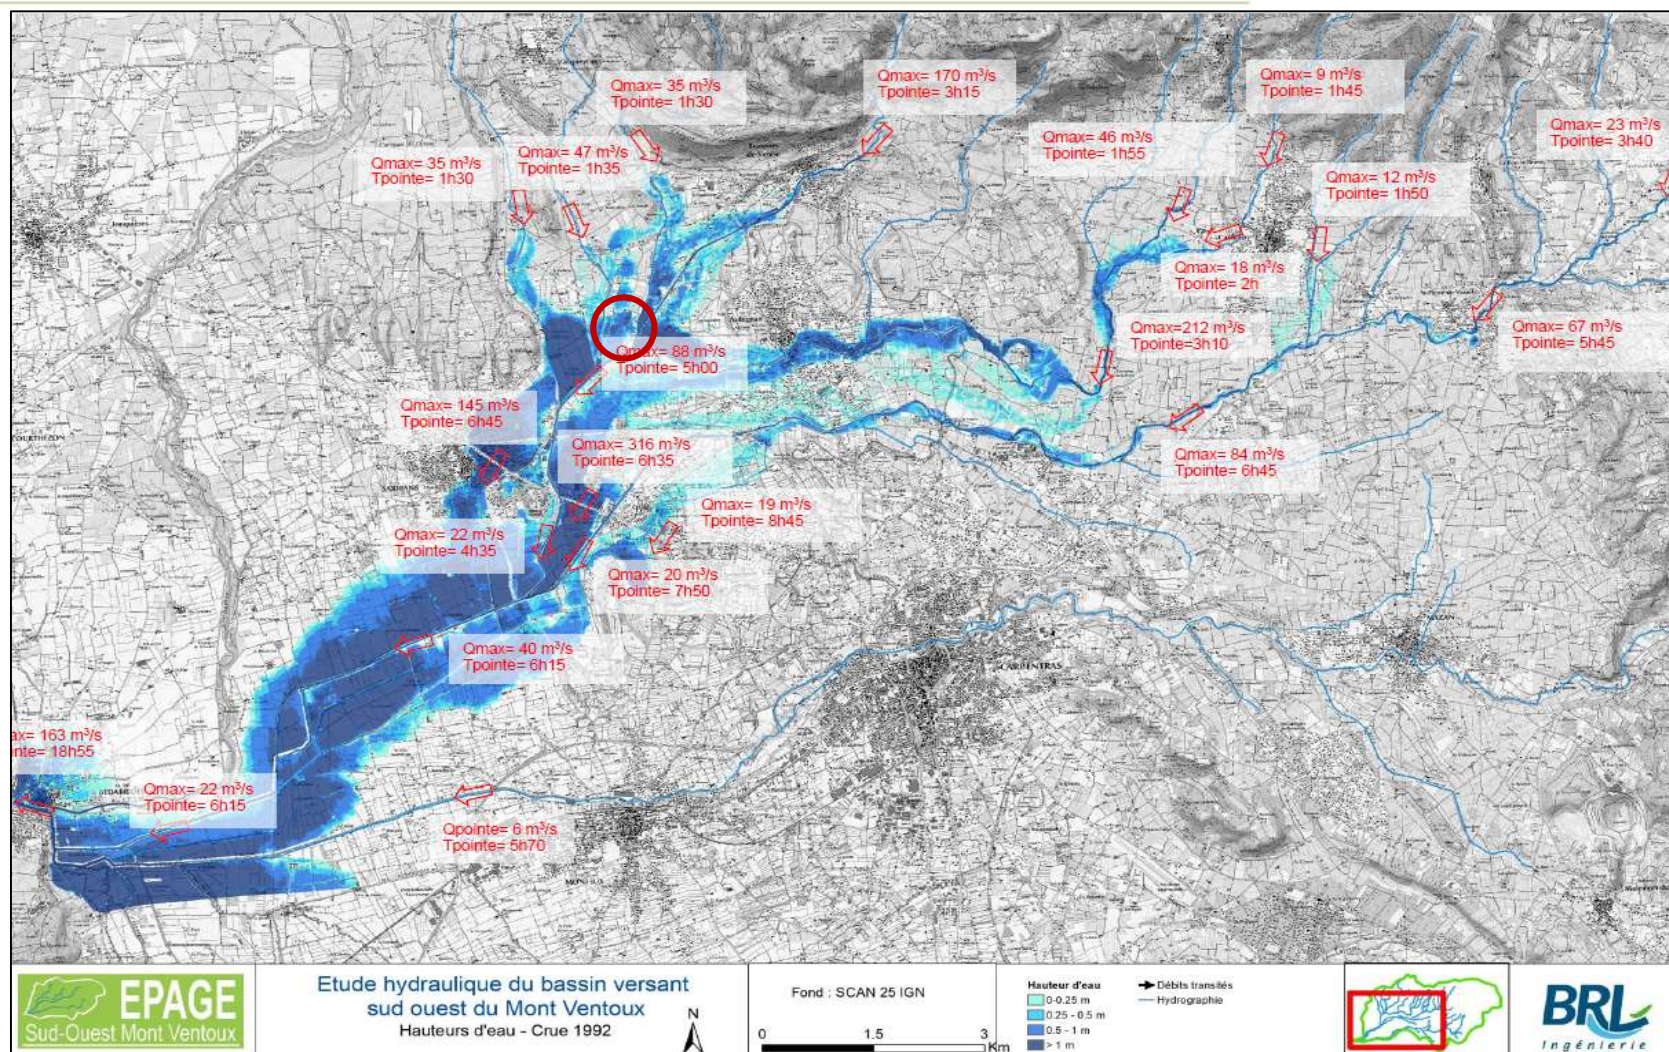 Qmax= 35 m³/s
Tpointe= 1h30
Qmax= 170 m³/s
Tpointe= 3h15
Qmax= 9 m³/s
Tpointe= 1h45
Qmax= 23 m³/s
Tpointe= 3h40
Qmax= 46 m³/s
Tpointe= 1h55
Qmax= 47 m³/s
Tpointe= 1h35
Qmax= 35 m³/s
Tpointe= 1h30
Qmax= 12 m³/s
Tpointe= 1h50
Qmax= 18 m³/s
Tpointe= 2h
Qmax=212 m³/s
Tpointe=3h10
Qmax= 67 m³/s
Tpointe= 5h45
Qmax= 88 m³/s
Tpointe= 5h00
Qmax= 145 m³/s
Tpointe= 6h45
Qmax= 316 m³/s
Tpointe= 6h35
Qmax= 84 m³/s
Tpointe= 6h45
Qmax= 19 m³/s
Tpointe= 8h45
Qmax= 22 m³/s
Tpointe= 4h35
Qmax= 20 m³/s
Tpointe= 7h50
MAZAN
Qmax= 40 m³/s
Tpointe= 6h15
CARPENTRAS
ax= 163 m³/s
inte= 18h55
Qmax= 22 m³/s
Tpointe= 6h15
Qpointe= 6 m³/s
Tpointe= 5h70
MONTEUX
EPAGE
Sud-Ouest Mont Ventoux
Etude hydraulique du bassin versant
sud ouest du Mont Ventoux
Hauteurs d'eau - Crue 1992
N
Fond : SCAN 25 IGN
0 1.5 3
Km
Hauteur d'eau
0-0.25 m
0.25 - 0.5 m
0.5 - 1 m
> 1 m
Débits transités
Hydrographie
BRL
Ingénierie